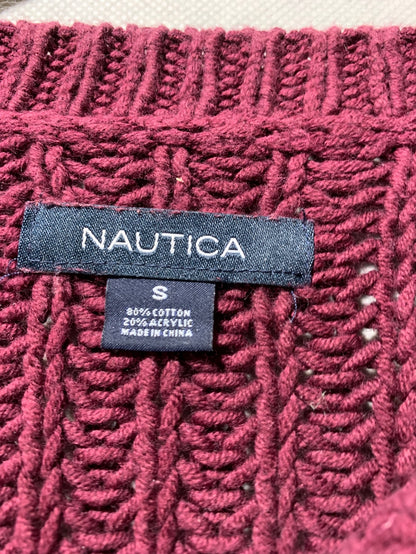 NAUTICA
S
80% COTTON
20% ACRYLIC
MADE IN CHINA